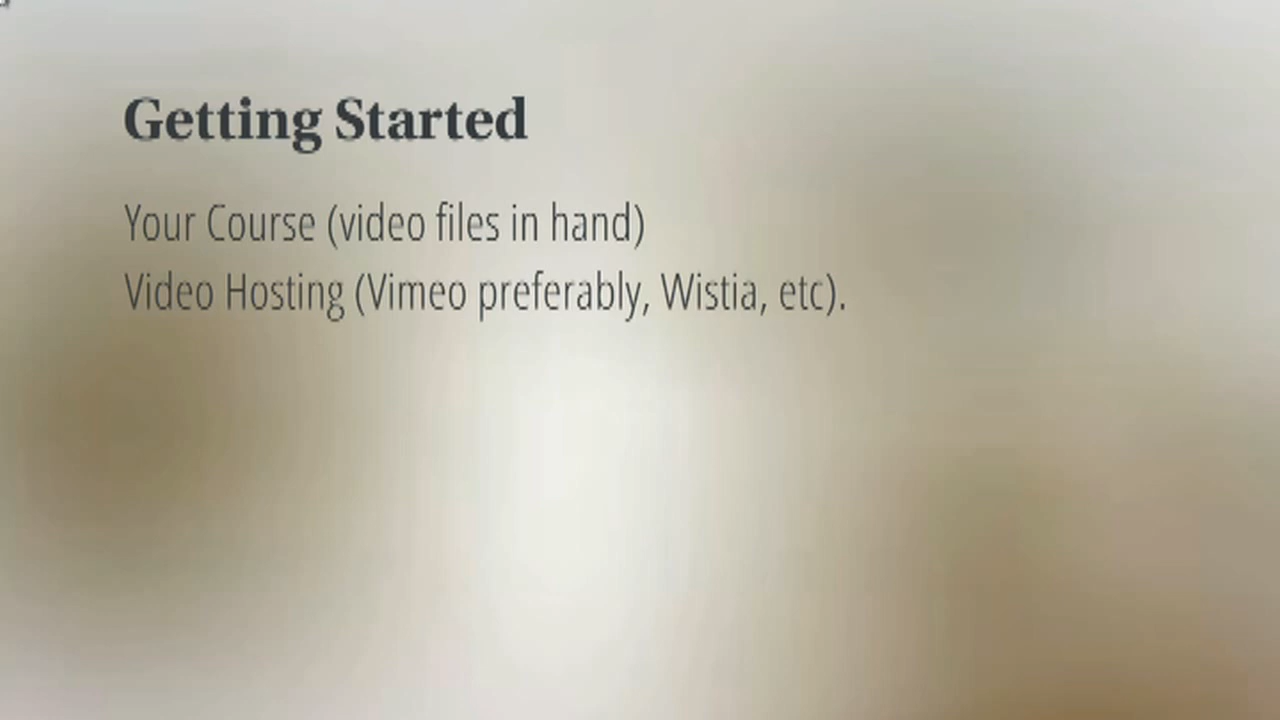 Getting Started
Your Course (video files in hand)
Video Hosting (Vimeo preferably, Wistia, etc).